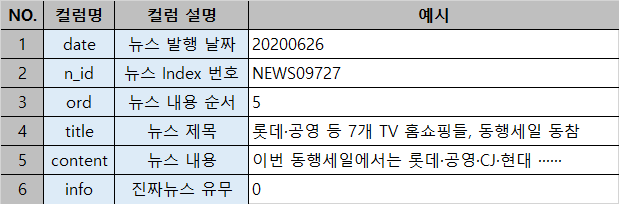 NO. 컬럼명 컬럼 설명 예시
1 date 뉴스 발행 날짜 20200626
2 n_id 뉴스 Index 번호 NEWS09727
3 ord 뉴스 내용 순서 5
4 title 뉴스 제목 롯데·공영 등 7개 TV 홈쇼핑들, 동행세일 동참
5 content 뉴스 내용 이번 동행세일에서는 롯데·공영·CJ·현대 ······
6 info 진짜뉴스 유무 0